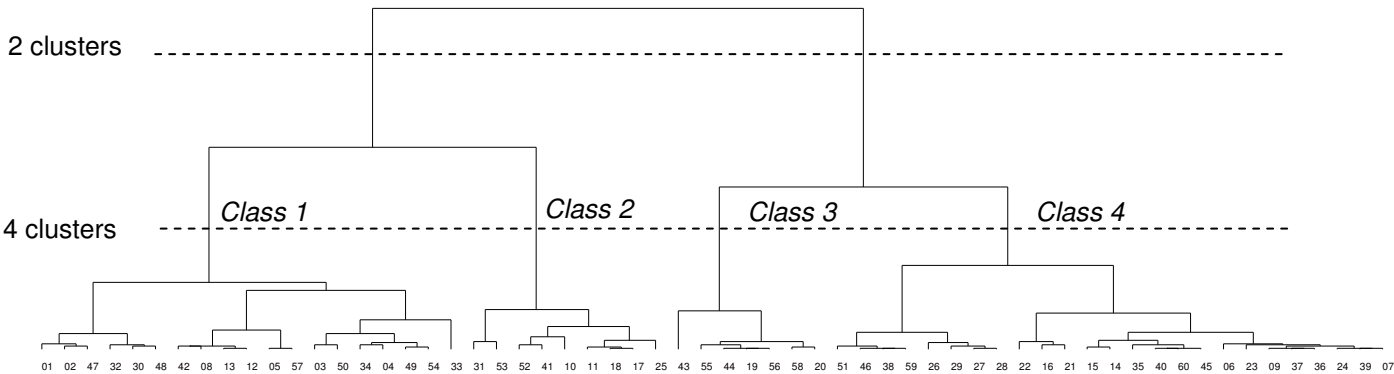 2 clusters
Class 1 Class 2 Class 3 Class 4
4 clusters
01 02 47 32 30 48 42 08 13 12 05 57 03 50 34 04 49 54 33 31 53 52 41 10 11 18 17 25 43 55 44 19 56 58 20 51 46 38 59 26 29 27 28 22 16 21 15 14 35 40 60 45 06 23 09 37 36 24 39 07